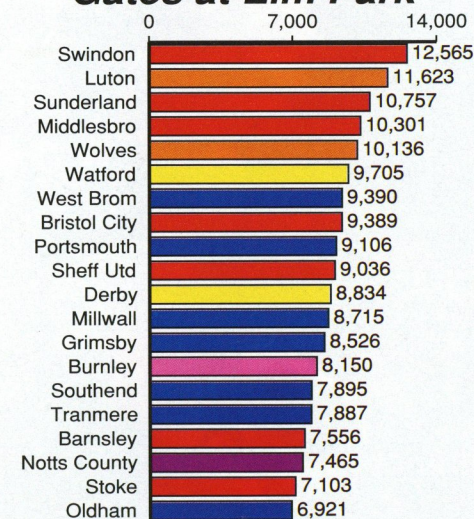 Gates at Elm Park
0 7,000 14,000
Swindon 12,565
Luton 11,623
Sunderland 10,757
Middlesbro 10,301
Wolves 10,136
Watford 9,705
West Brom 9,390
Bristol City 9,389
Portsmouth 9,106
Sheff Utd 9,036
Derby 8,834
Millwall 8,715
Grimsby 8,526
Burnley 8,150
Southend 7,895
Tranmere 7,887
Barnsley 7,556
Notts County 7,465
Stoke 7,103
Oldham 6,921